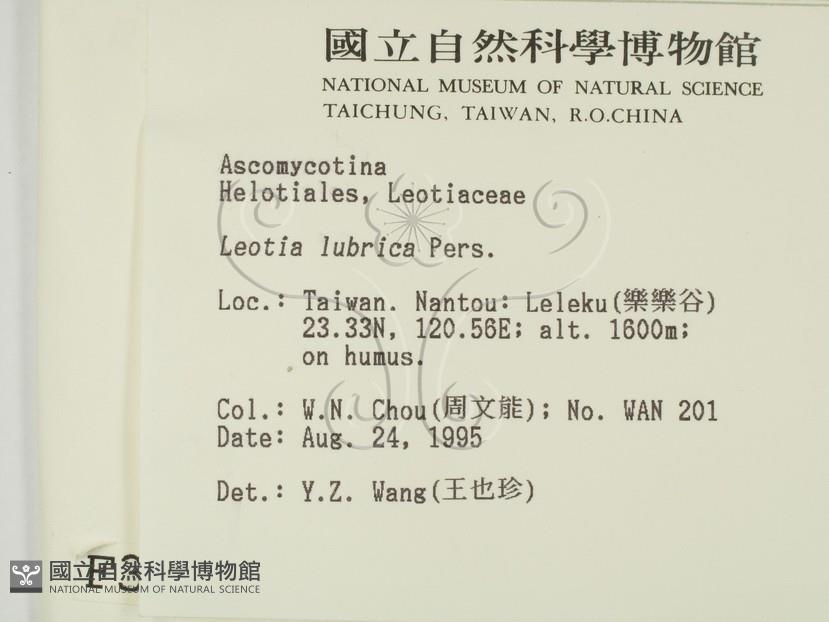 國立自然科學博物館
NATIONAL MUSEUM OF NATURAL SCIENCE
TAICHUNG, TAIWAN, R.O.CHINA
Ascomycotina
Helotiales, Leotiaceae
Leotia lubrica Pers.
Loc.: Taiwan. Nantou: Leleku(樂樂谷)
23.33N, 120.56E; alt. 1600m;
on humus.
Col.: W.N. Chou(周文能); No. WAN 201
Date: Aug. 24, 1995
Det.: Y.Z. Wang(王也珍)
國立自然科學博物館
NATIONAL MUSEUM OF NATURAL SCIENCE